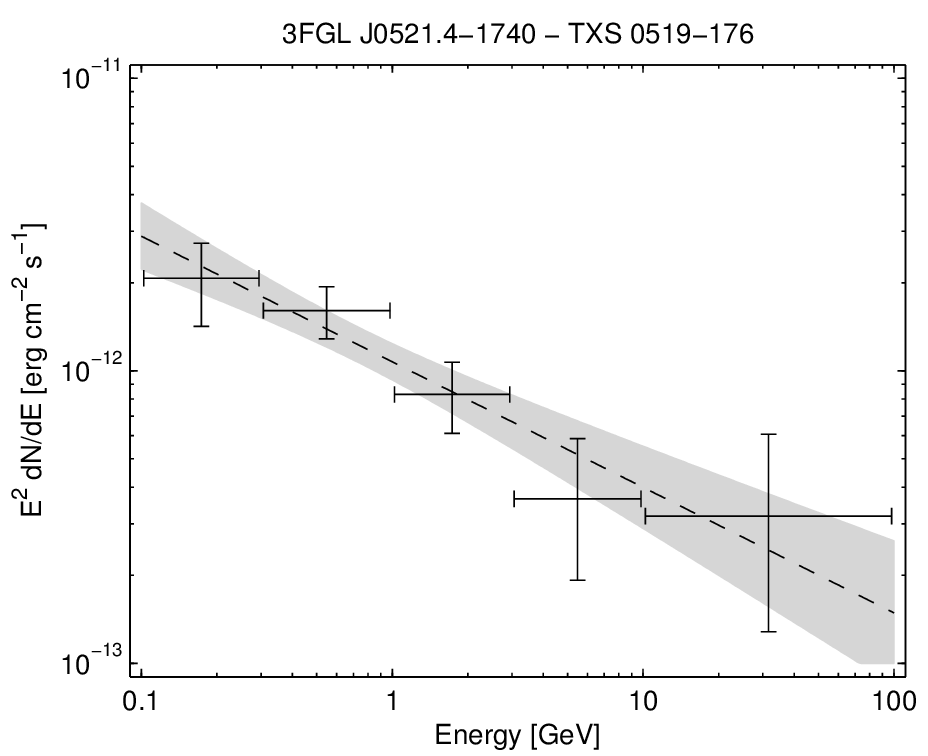 3FGL J0521.4−1740 − TXS 0519−176
10⁻¹¹
10⁻¹²
10⁻¹³
E² dN/dE [erg cm⁻² s⁻¹]
0.1 1 10 100
Energy [GeV]